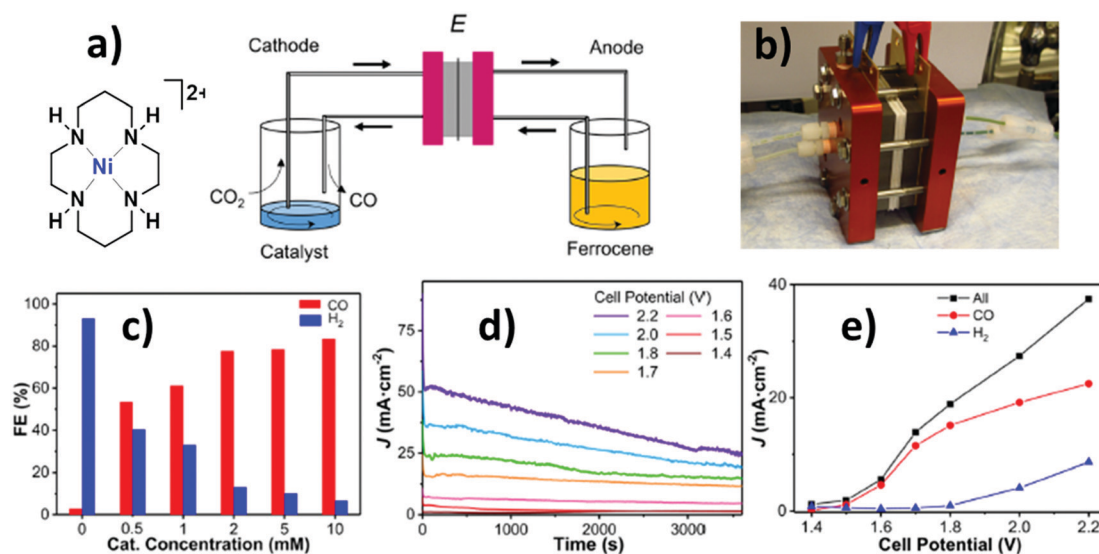 a)
2+
H
H
N
N
Ni
N
N
H
H
E
Cathode
Anode
CO2
CO
Catalyst
Ferrocene
b)
c)
CO
H2
FE (%)
100
80
60
40
20
0
0 0.5 1 2 5 10
Cat. Concentration (mM)
d)
Cell Potential (V)
2.2 1.6
2.0 1.5
1.8 1.4
1.7
J (mA·cm-2)
75
50
25
0
0 1000 2000 3000
Time (s)
e)
All
CO
H2
J (mA·cm-2)
40
20
0
1.4 1.6 1.8 2.0 2.2
Cell Potential (V)